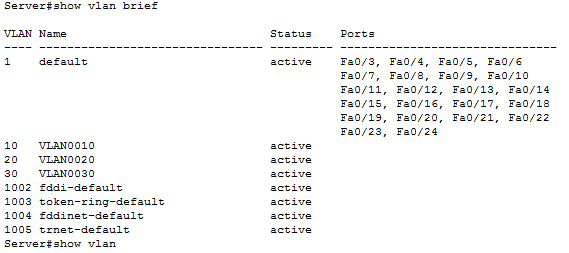 Server#show vlan brief
VLAN Name                             Status    Ports
---- -------------------------------- --------- -------------------------------
1    default                          active    Fa0/3, Fa0/4, Fa0/5, Fa0/6
                                                Fa0/7, Fa0/8, Fa0/9, Fa0/10
                                                Fa0/11, Fa0/12, Fa0/13, Fa0/14
                                                Fa0/15, Fa0/16, Fa0/17, Fa0/18
                                                Fa0/19, Fa0/20, Fa0/21, Fa0/22
                                                Fa0/23, Fa0/24
10   VLAN0010                         active
20   VLAN0020                         active
30   VLAN0030                         active
1002 fddi-default                     active
1003 token-ring-default               active
1004 fddinet-default                  active
1005 trnet-default                    active
Server#show vlan